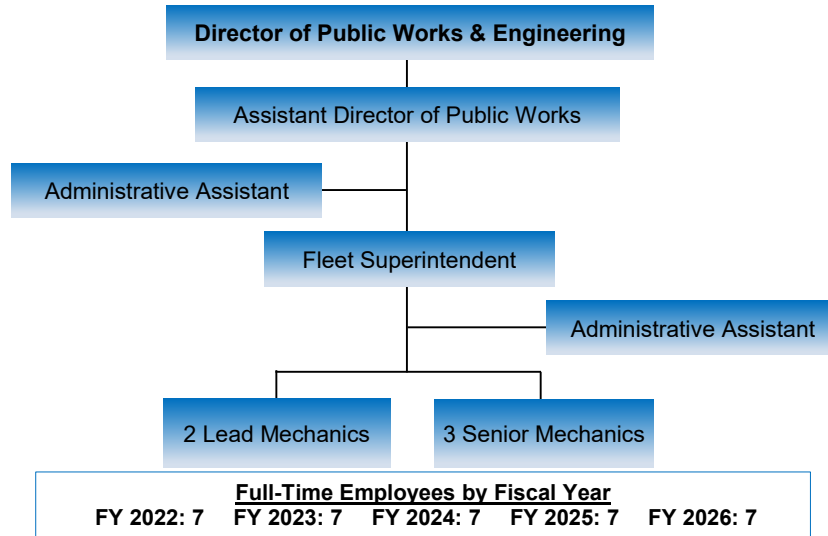 Director of Public Works & Engineering
Assistant Director of Public Works
Administrative Assistant
Fleet Superintendent
Administrative Assistant
2 Lead Mechanics
3 Senior Mechanics
Full-Time Employees by Fiscal Year
FY 2022: 7 FY 2023: 7 FY 2024: 7 FY 2025: 7 FY 2026: 7